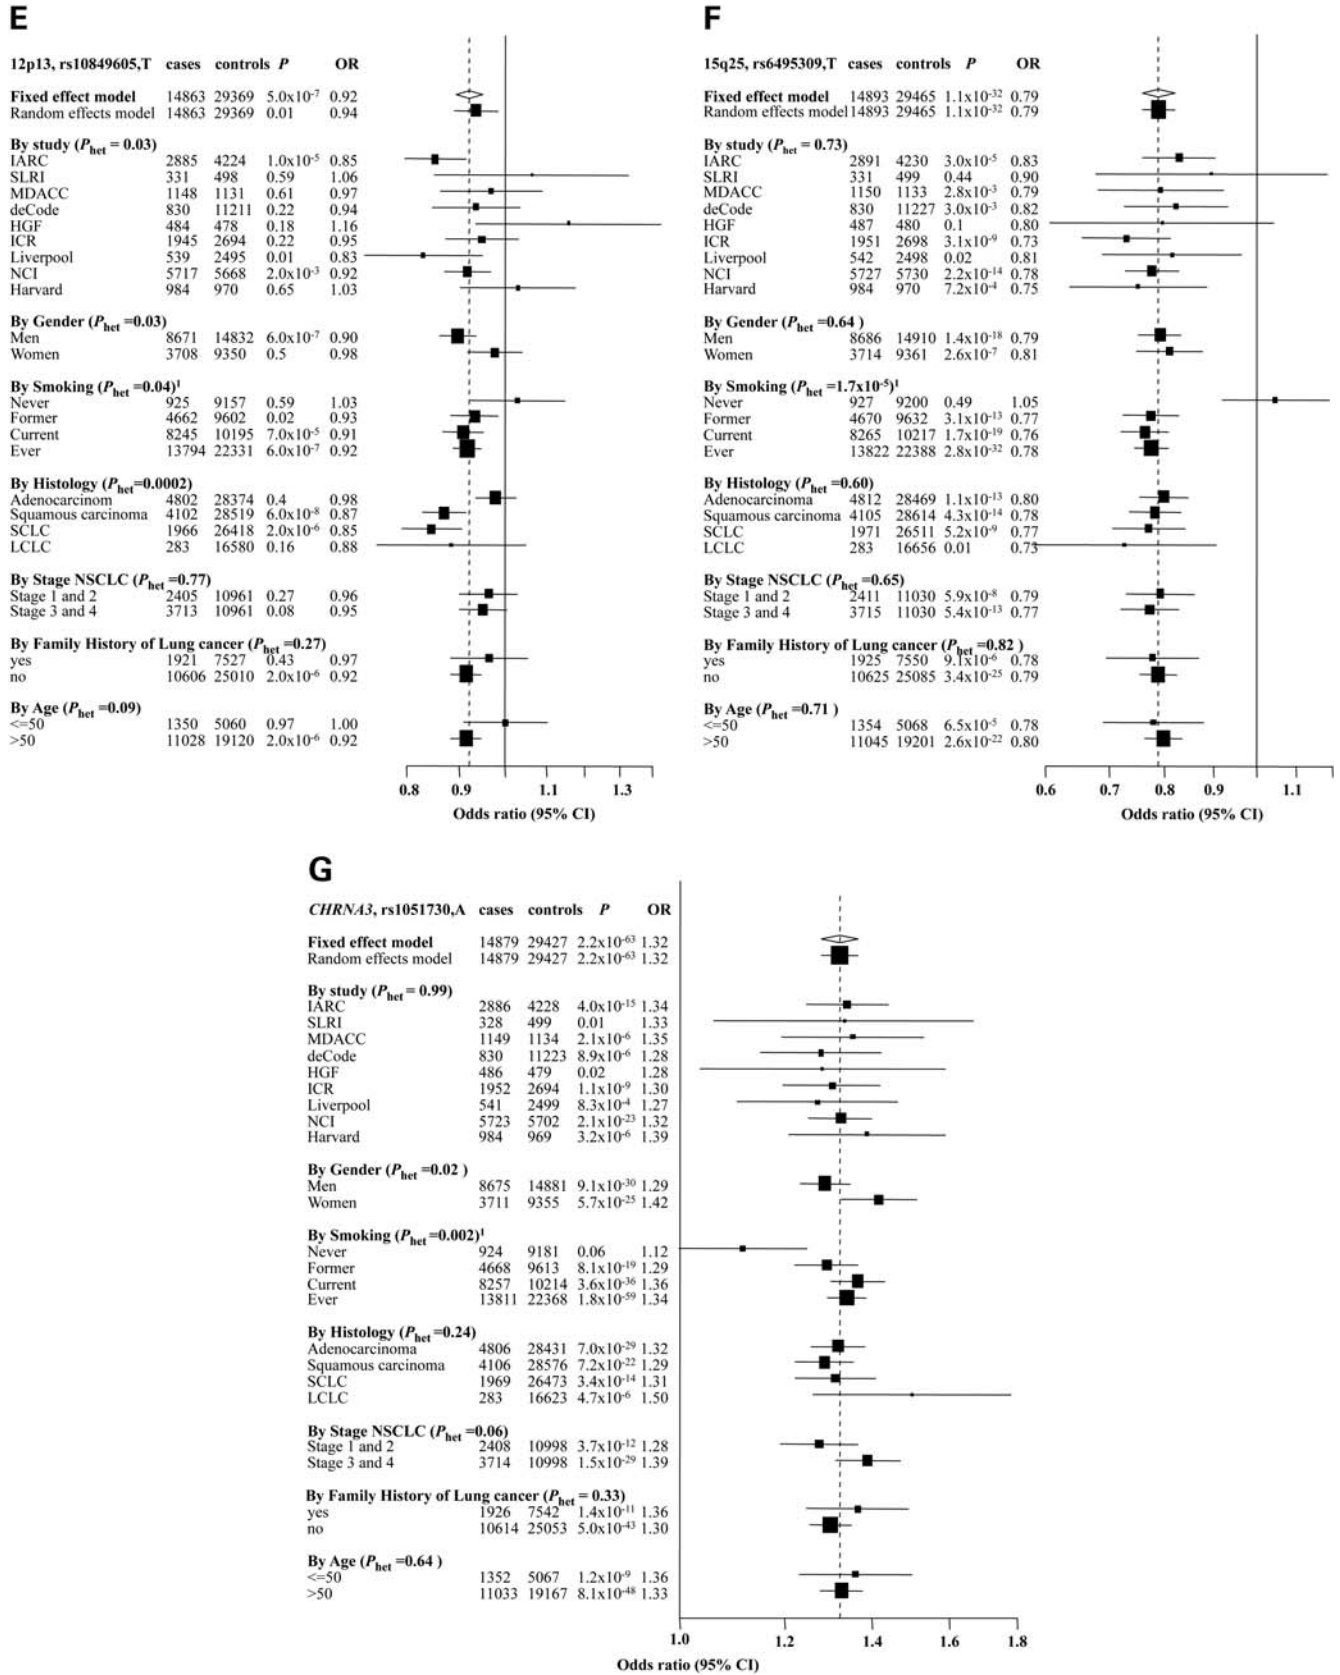 E
12p13, rs10849605,T cases controls P OR
Fixed effect model 14863 29369 5.0x10-7 0.92
Random effects model 14863 29369 0.01 0.94
By study (Phet = 0.03)
IARC 2885 4224 1.0x10-5 0.85
SLRI 331 498 0.59 1.06
MDACC 1148 1131 0.61 0.97
deCode 830 11211 0.22 0.94
HGF 484 478 0.18 1.16
ICR 1945 2694 0.22 0.95
Liverpool 539 2495 0.01 0.83
NCI 5717 5668 2.0x10-3 0.92
Harvard 984 970 0.65 1.03
By Gender (Phet =0.03)
Men 8671 14832 6.0x10-7 0.90
Women 3708 9350 0.5 0.98
By Smoking (Phet =0.04)1
Never 925 9157 0.59 1.03
Former 4662 9602 0.02 0.93
Current 8245 10195 7.0x10-5 0.91
Ever 13794 22331 6.0x10-7 0.92
By Histology (Phet=0.0002)
Adenocarcinom 4802 28374 0.4 0.98
Squamous carcinoma 4102 28519 6.0x10-8 0.87
SCLC 1966 26418 2.0x10-6 0.85
LCLC 283 16580 0.16 0.88
By Stage NSCLC (Phet =0.77)
Stage 1 and 2 2405 10961 0.27 0.96
Stage 3 and 4 3713 10961 0.08 0.95
By Family History of Lung cancer (Phet =0.27)
yes 1921 7527 0.43 0.97
no 10606 25010 2.0x10-6 0.92
By Age (Phet =0.09)
<=50 1350 5060 0.97 1.00
>50 11028 19120 2.0x10-6 0.92
0.8 0.9 1.1 1.3
Odds ratio (95% CI)
F
15q25, rs6495309,T cases controls P OR
Fixed effect model 14893 29465 1.1x10-32 0.79
Random effects model 14893 29465 1.1x10-32 0.79
By study (Phet = 0.73)
IARC 2891 4230 3.0x10-5 0.83
SLRI 331 499 0.44 0.90
MDACC 1150 1133 2.8x10-3 0.79
deCode 830 11227 3.0x10-3 0.82
HGF 487 480 0.1 0.80
ICR 1951 2698 3.1x10-9 0.73
Liverpool 542 2498 0.02 0.81
NCI 5727 5730 2.2x10-14 0.78
Harvard 984 970 7.2x10-4 0.75
By Gender (Phet =0.64 )
Men 8686 14910 1.4x10-18 0.79
Women 3714 9361 2.6x10-7 0.81
By Smoking (Phet =1.7x10-5)1
Never 927 9200 0.49 1.05
Former 4670 9632 3.1x10-13 0.77
Current 8265 10217 1.7x10-19 0.76
Ever 13822 22388 2.8x10-32 0.78
By Histology (Phet =0.60)
Adenocarcinoma 4812 28469 1.1x10-13 0.80
Squamous carcinoma 4105 28614 4.3x10-14 0.78
SCLC 1971 26511 5.2x10-9 0.77
LCLC 283 16656 0.01 0.73
By Stage NSCLC (Phet =0.65)
Stage 1 and 2 2411 11030 5.9x10-8 0.79
Stage 3 and 4 3715 11030 5.4x10-13 0.77
By Family History of Lung cancer (Phet =0.82 )
yes 1925 7550 9.1x10-6 0.78
no 10625 25085 3.4x10-25 0.79
By Age (Phet =0.71 )
<=50 1354 5068 6.5x10-5 0.78
>50 11045 19201 2.6x10-22 0.80
0.6 0.7 0.8 0.9 1.1
Odds ratio (95% CI)
G
CHRNA3, rs1051730,A cases controls P OR
Fixed effect model 14879 29427 2.2x10-63 1.32
Random effects model 14879 29427 2.2x10-63 1.32
By study (Phet = 0.99)
IARC 2886 4228 4.0x10-15 1.34
SLRI 328 499 0.01 1.33
MDACC 1149 1134 2.1x10-6 1.35
deCode 830 11223 8.9x10-6 1.28
HGF 486 479 0.02 1.28
ICR 1952 2694 1.1x10-9 1.30
Liverpool 541 2499 8.3x10-4 1.27
NCI 5723 5702 2.1x10-23 1.32
Harvard 984 969 3.2x10-6 1.39
By Gender (Phet =0.02 )
Men 8675 14881 9.1x10-30 1.29
Women 3711 9355 5.7x10-25 1.42
By Smoking (Phet =0.002)1
Never 924 9181 0.06 1.12
Former 4668 9613 8.1x10-19 1.29
Current 8257 10214 3.6x10-36 1.36
Ever 13811 22368 1.8x10-59 1.34
By Histology (Phet =0.24)
Adenocarcinoma 4806 28431 7.0x10-29 1.32
Squamous carcinoma 4106 28576 7.2x10-22 1.29
SCLC 1969 26473 3.4x10-14 1.31
LCLC 283 16623 4.7x10-6 1.50
By Stage NSCLC (Phet =0.06)
Stage 1 and 2 2408 10998 3.7x10-12 1.28
Stage 3 and 4 3714 10998 1.5x10-29 1.39
By Family History of Lung cancer (Phet = 0.33)
yes 1926 7542 1.4x10-11 1.36
no 10614 25053 5.0x10-43 1.30
By Age (Phet =0.64 )
<=50 1352 5067 1.2x10-9 1.36
>50 11033 19167 8.1x10-48 1.33
1.0 1.2 1.4 1.6 1.8
Odds ratio (95% CI)